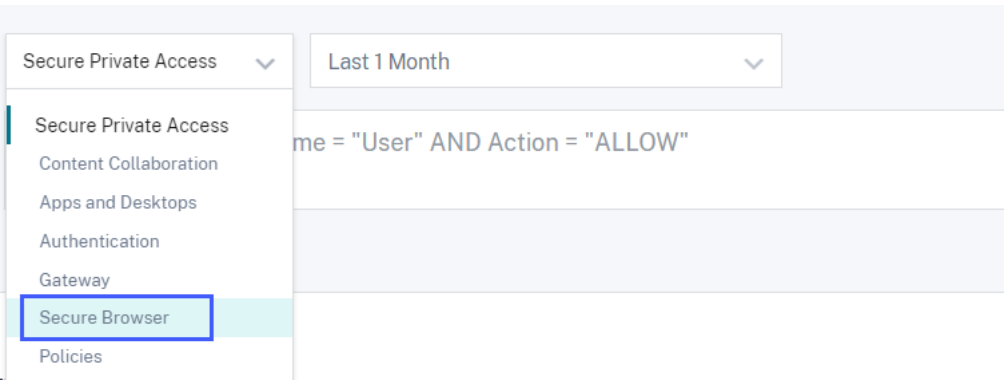 Secure Private Access
Last 1 Month
Secure Private Access
me = "User" AND Action = "ALLOW"
Content Collaboration
Apps and Desktops
Authentication
Gateway
Secure Browser
Policies